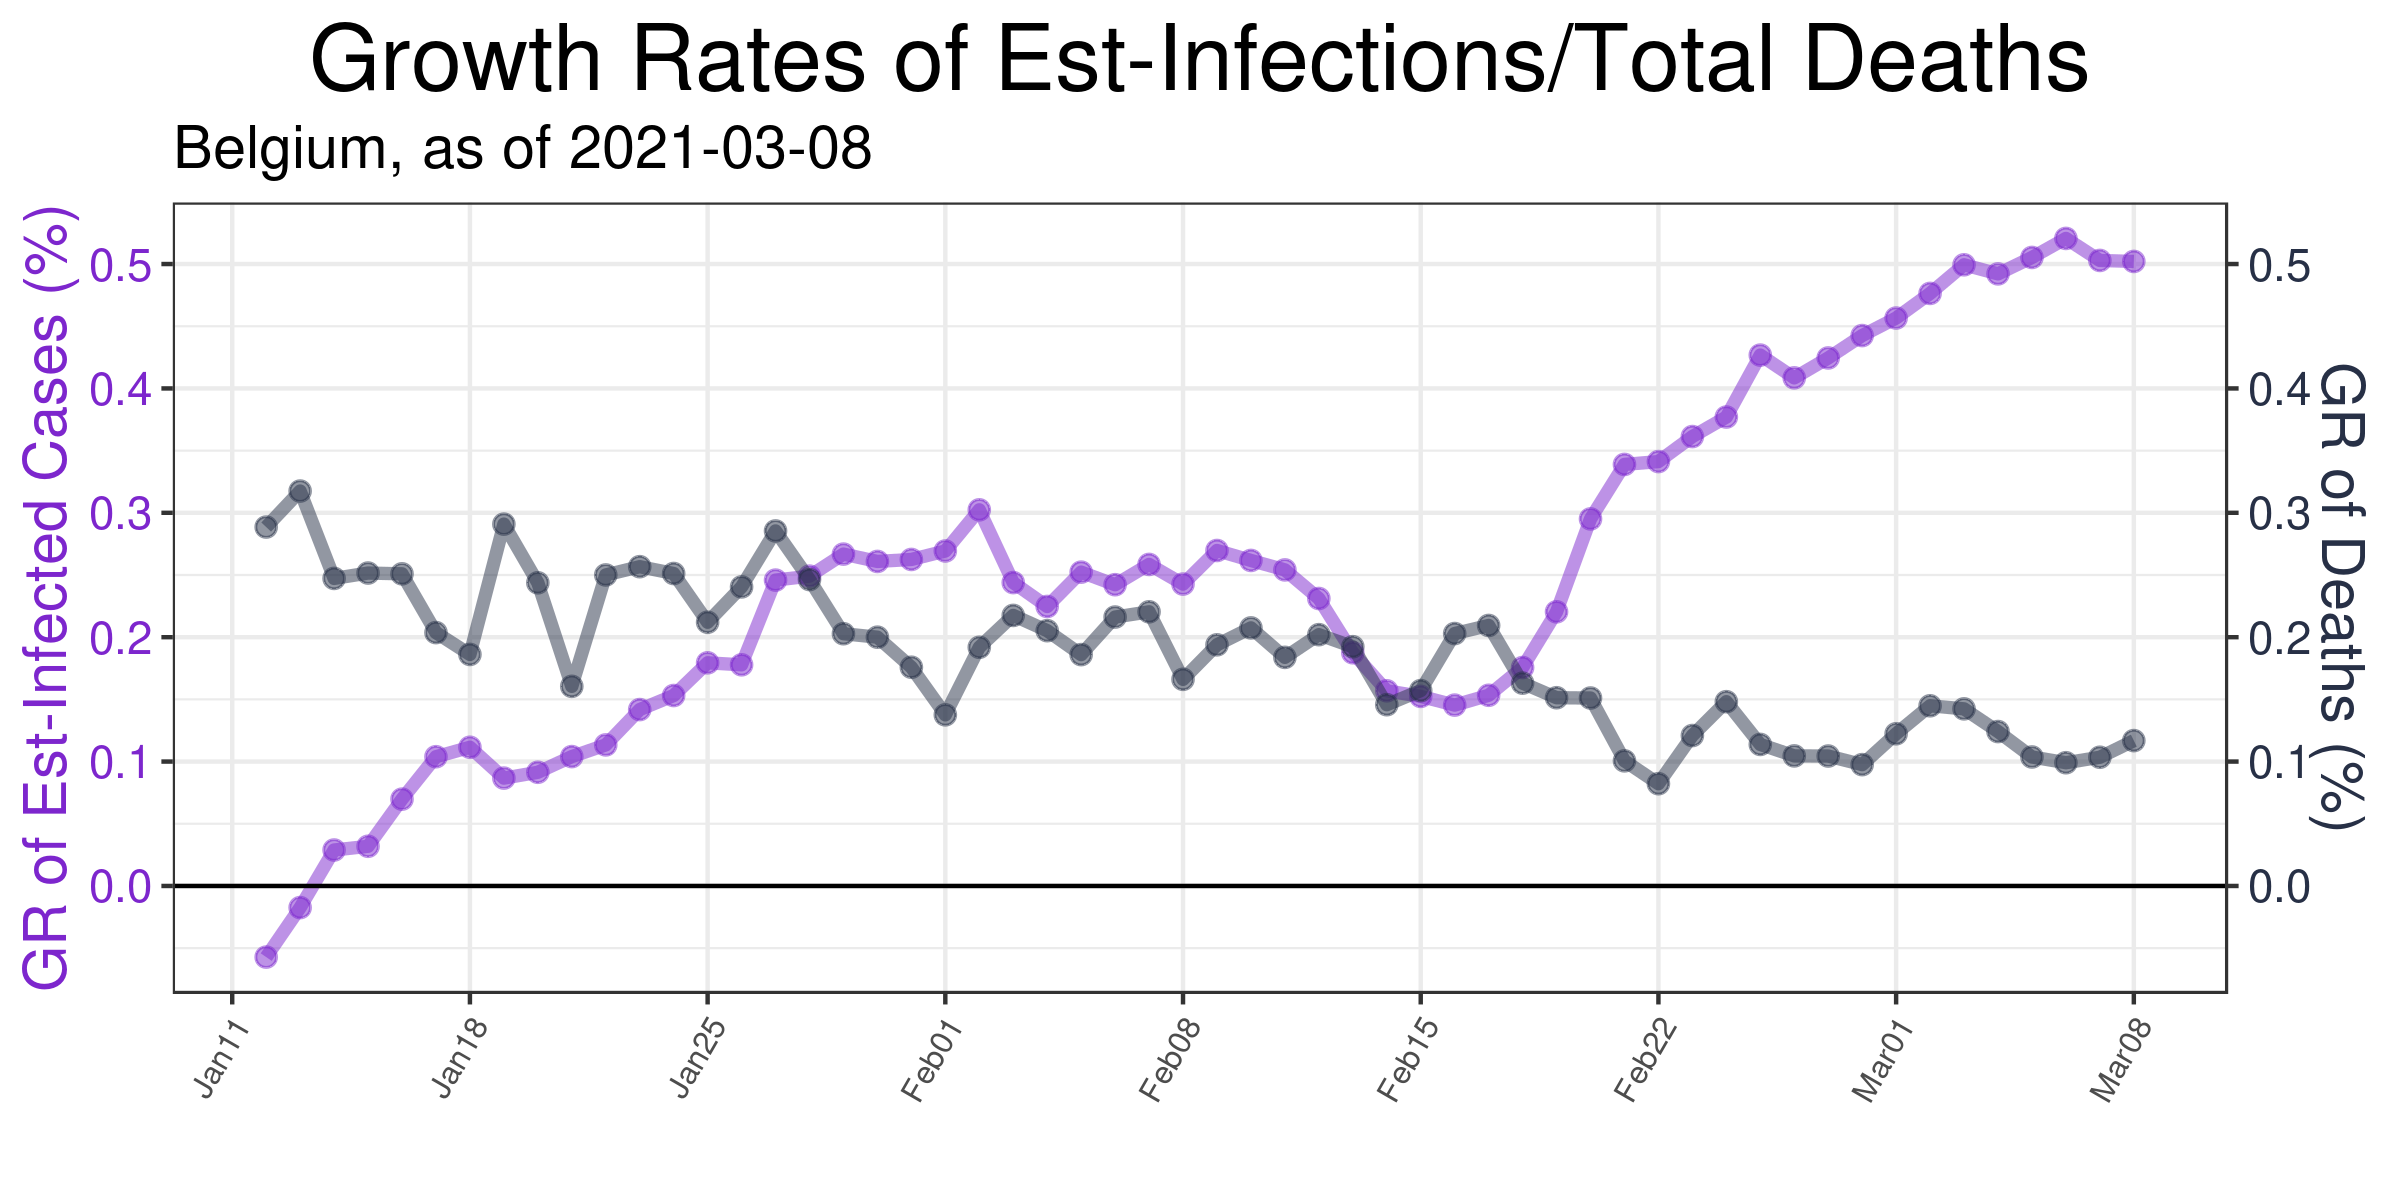 Growth Rates of Est-Infections/Total Deaths
Belgium, as of 2021-03-08
GR of Est-Infected Cases (%)
0.5
0.4
0.3
0.2
0.1
0.0
0.5
0.4
0.3
0.2
0.1
0.0
GR of Deaths (%)
Jan11
Jan18
Jan25
Feb01
Feb08
Feb15
Feb22
Mar01
Mar08